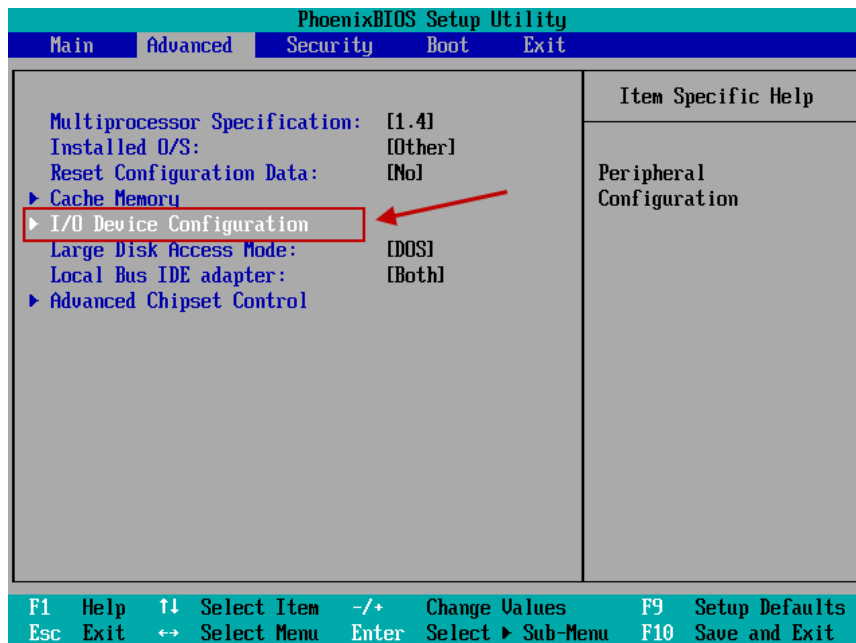 PhoenixBIOS Setup Utility
Main Advanced Security Boot Exit
Item Specific Help
Multiprocessor Specification: [1.4]
Installed O/S: [Other]
Reset Configuration Data: [No]
Peripheral
Configuration
▶ Cache Memory
▶ I/O Device Configuration
Large Disk Access Mode: [DOS]
Local Bus IDE adapter: [Both]
▶ Advanced Chipset Control
F1 Help ↑↓ Select Item -/+ Change Values F9 Setup Defaults
Esc Exit ↔ Select Menu Enter Select ▶ Sub-Menu F10 Save and Exit